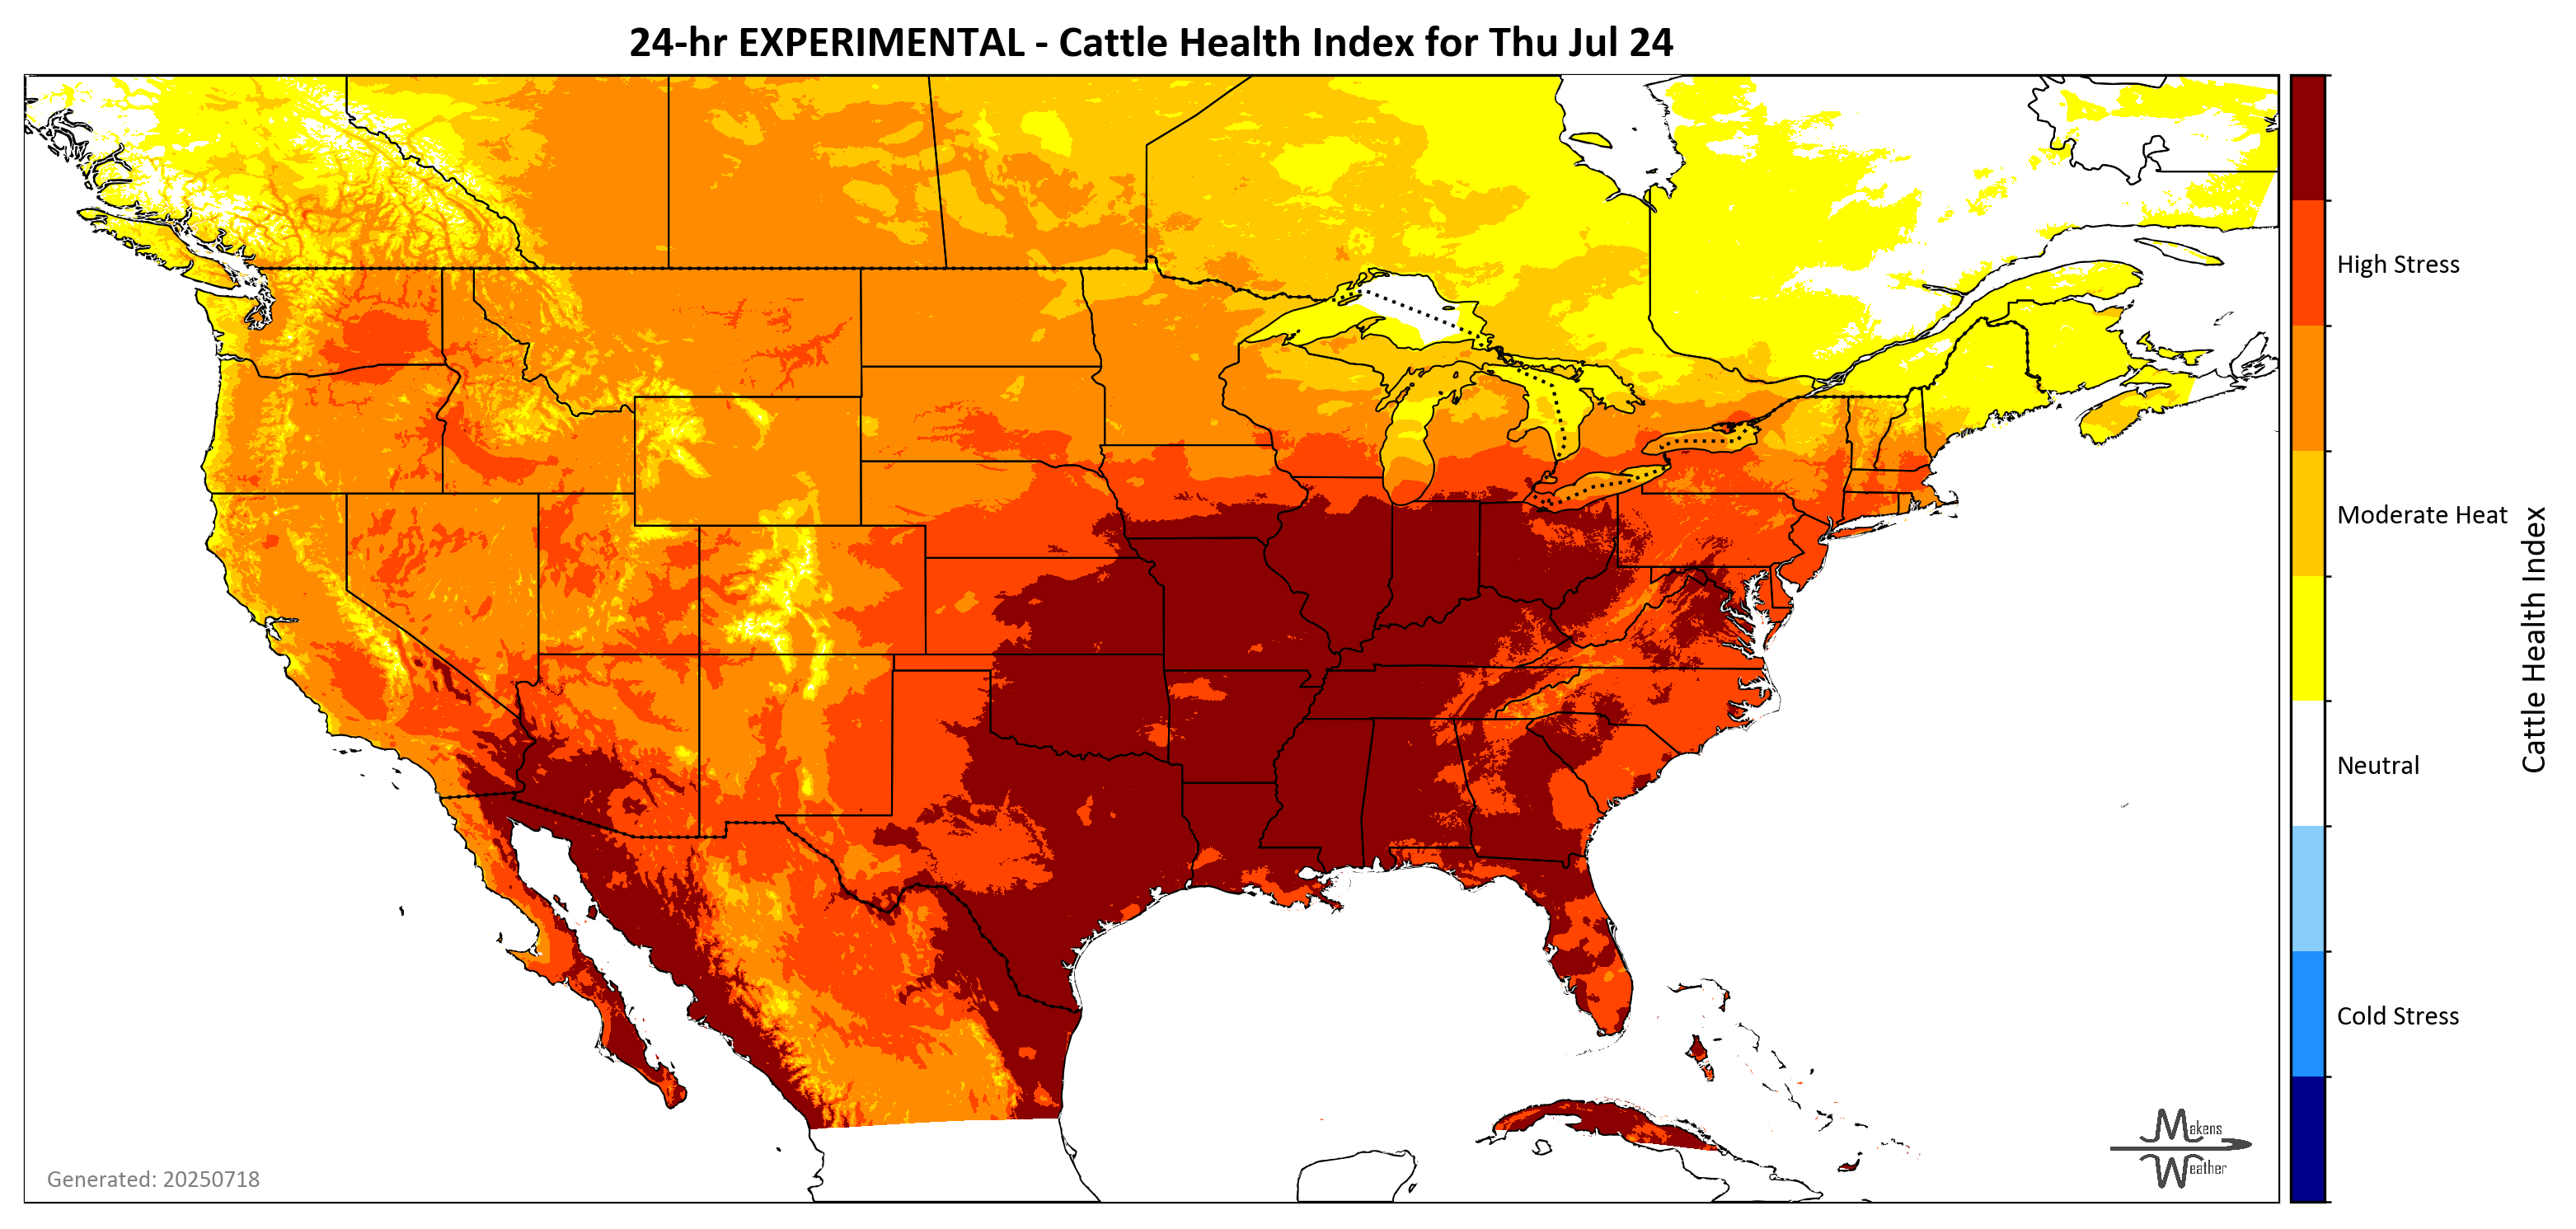 24-hr EXPERIMENTAL - Cattle Health Index for Thu Jul 24
High Stress
Moderate Heat
Neutral
Cold Stress
Cattle Health Index
Makens
Weather
Generated: 20250718